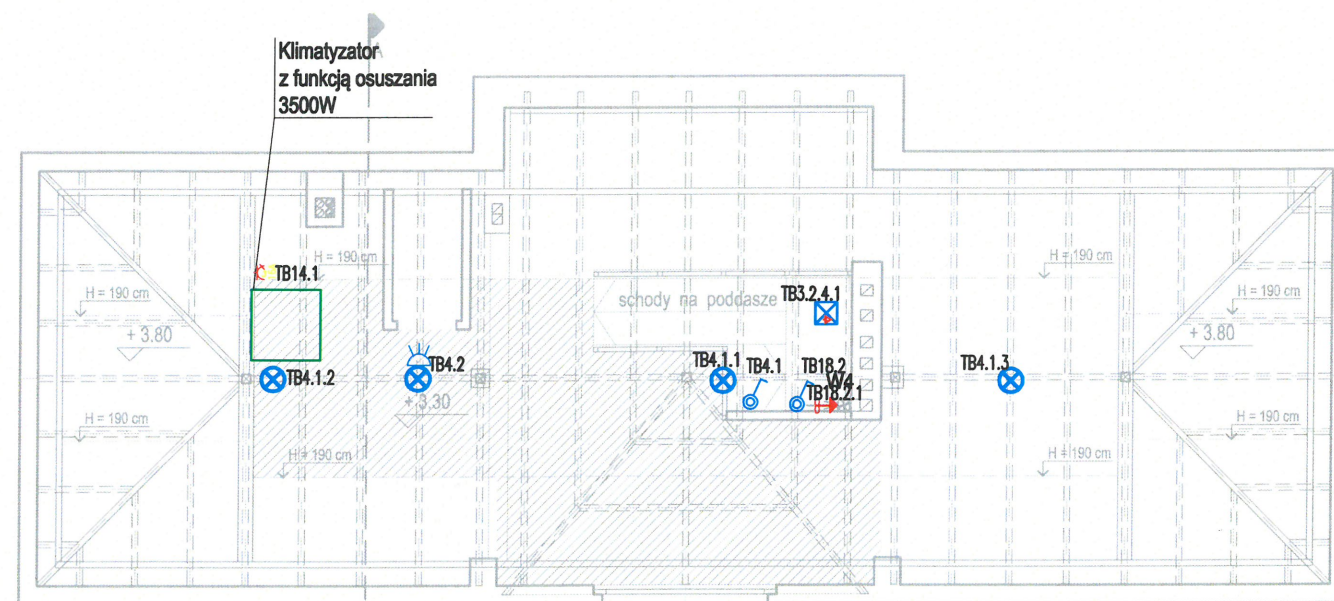 Klimatyzator
z funkcją osuszania
3500W
A
H = 190 cm
TB14.1
H = 190 cm
H = 190 cm
H = 190 cm
schody na poddasze
TB3.2.4.1
+ 3.80
+ 3.80
TB4.1.2
TB4.2
TB4.1.1
TB4.1
TB18.2
W4
TB18.2.1
TB4.1.3
+ 3.30
H = 190 cm
H = 190 cm
H = 190 cm
H = 190 cm